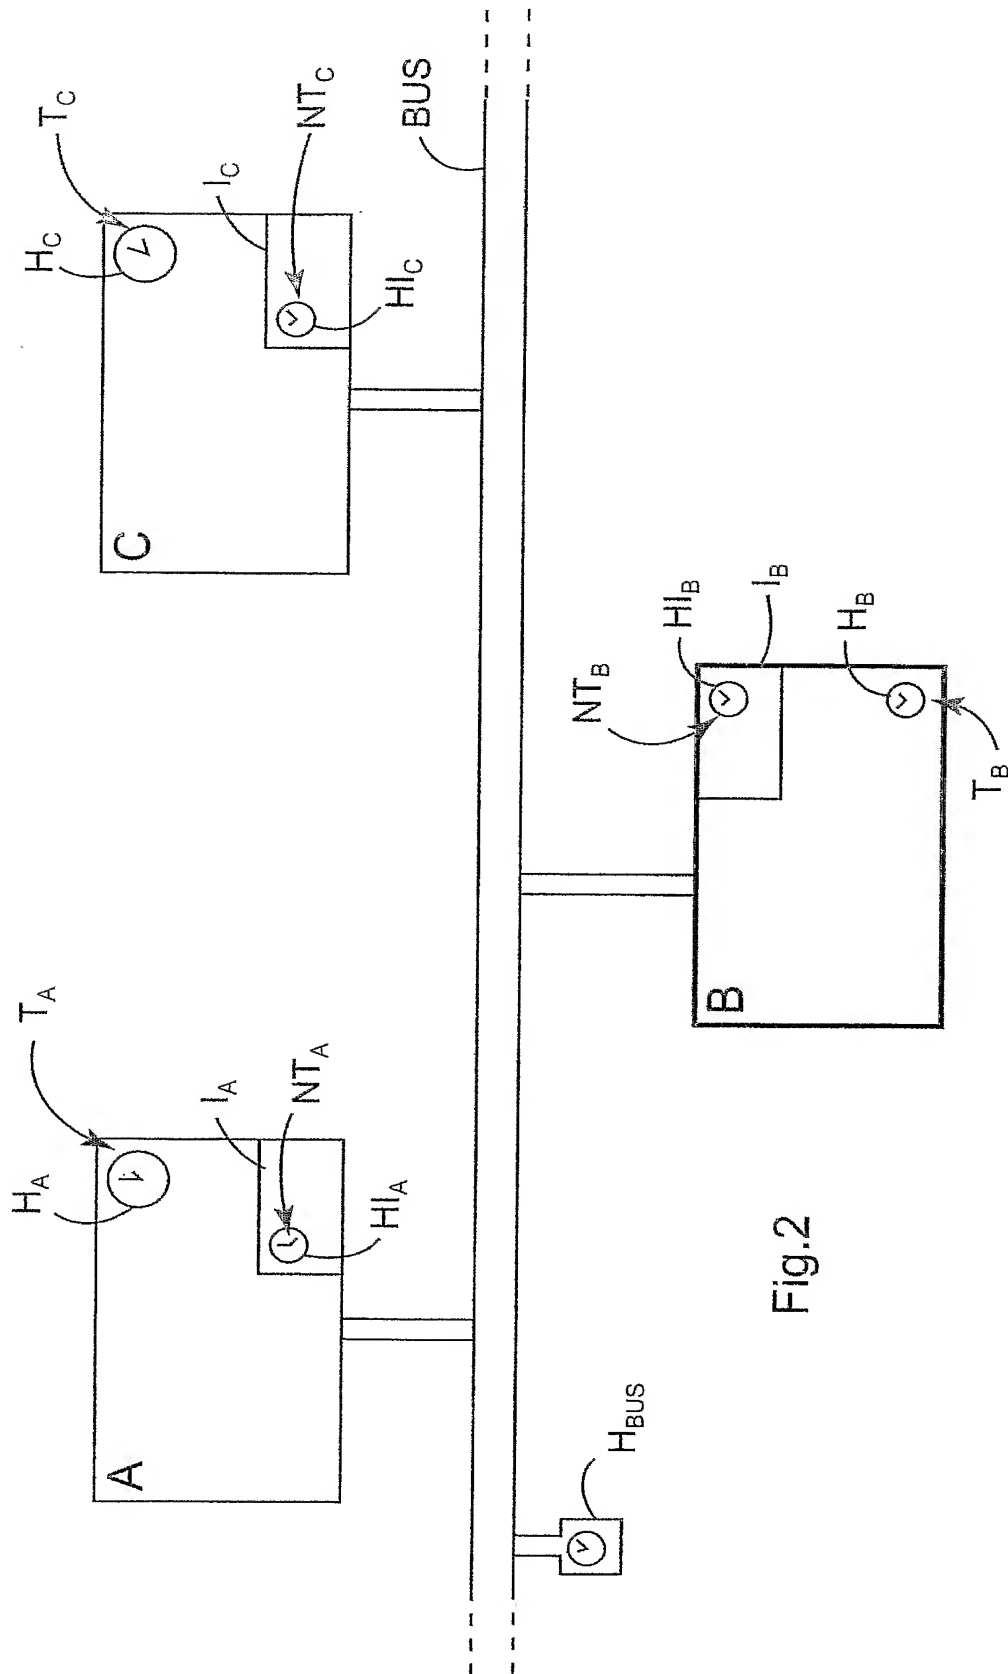 T_A
H_A
A
I_A
NT_A
HI_A
T_C
H_C
C
I_C
NT_C
HI_C
BUS
H_BUS
NT_B
HI_B
I_B
B
H_B
T_B
Fig.2